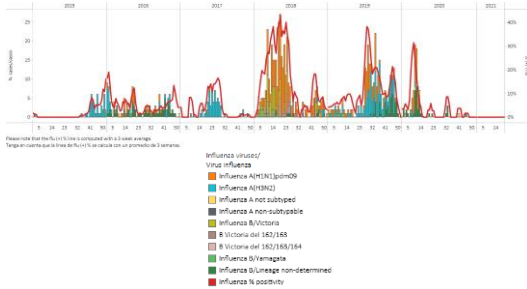 2015 2016 2017 2018 2019 2020 2021
25
20
15
10
5
0
40%
30%
20%
10%
0%
5 14 23 32 41 50 5 14 23 32 41 50 5 14 23 32 41 50 5 14 23 32 41 50 5 14 23 32 41 50 5 14 23 32 41 50 5 14
Please note that the flu (+) % line is computed with a 3 week average.
Tenga en cuenta que la línea de flu (+) % se calcula con un promedio de 3 semanas.
Influenza viruses/
Virus influenza
Influenza A(H1N1)pdm09
Influenza A(H3N2)
Influenza A not subtyped
Influenza A non-subtypable
Influenza B/Victoria
B Victoria del 162/163
B Victoria del 162/163/164
Influenza B/Yamagata
Influenza B/Lineage non-determined
Influenza % positivity